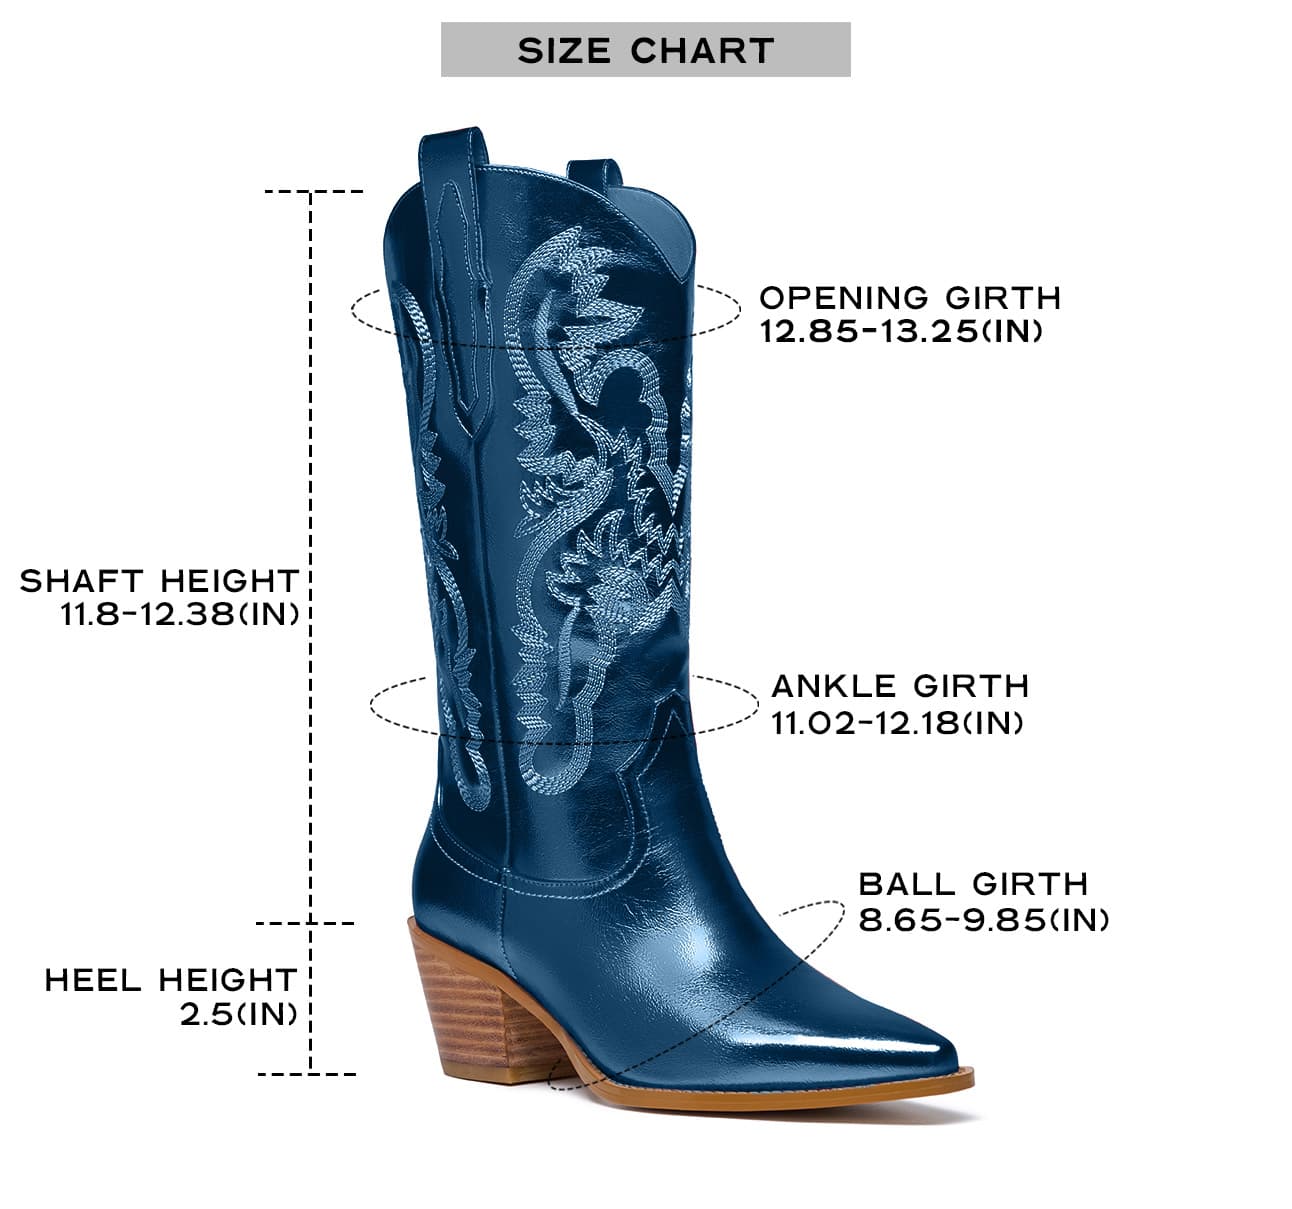 SIZE CHART
OPENING GIRTH
12.85-13.25(IN)
SHAFT HEIGHT
11.8-12.38(IN)
ANKLE GIRTH
11.02-12.18(IN)
BALL GIRTH
8.65-9.85(IN)
HEEL HEIGHT
2.5(IN)